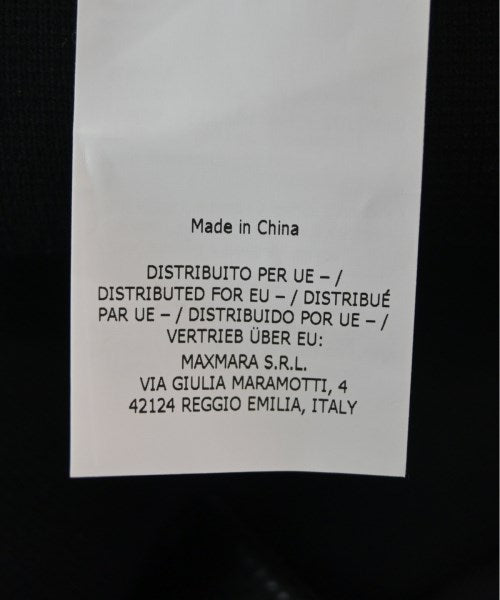 Made in China
DISTRIBUITO PER UE – /
DISTRIBUTED FOR EU – / DISTRIBUÉ
PAR UE – / DISTRIBUIDO POR UE – /
VERTRIEB ÜBER EU:
MAXMARA S.R.L.
VIA GIULIA MARAMOTTI, 4
42124 REGGIO EMILIA, ITALY